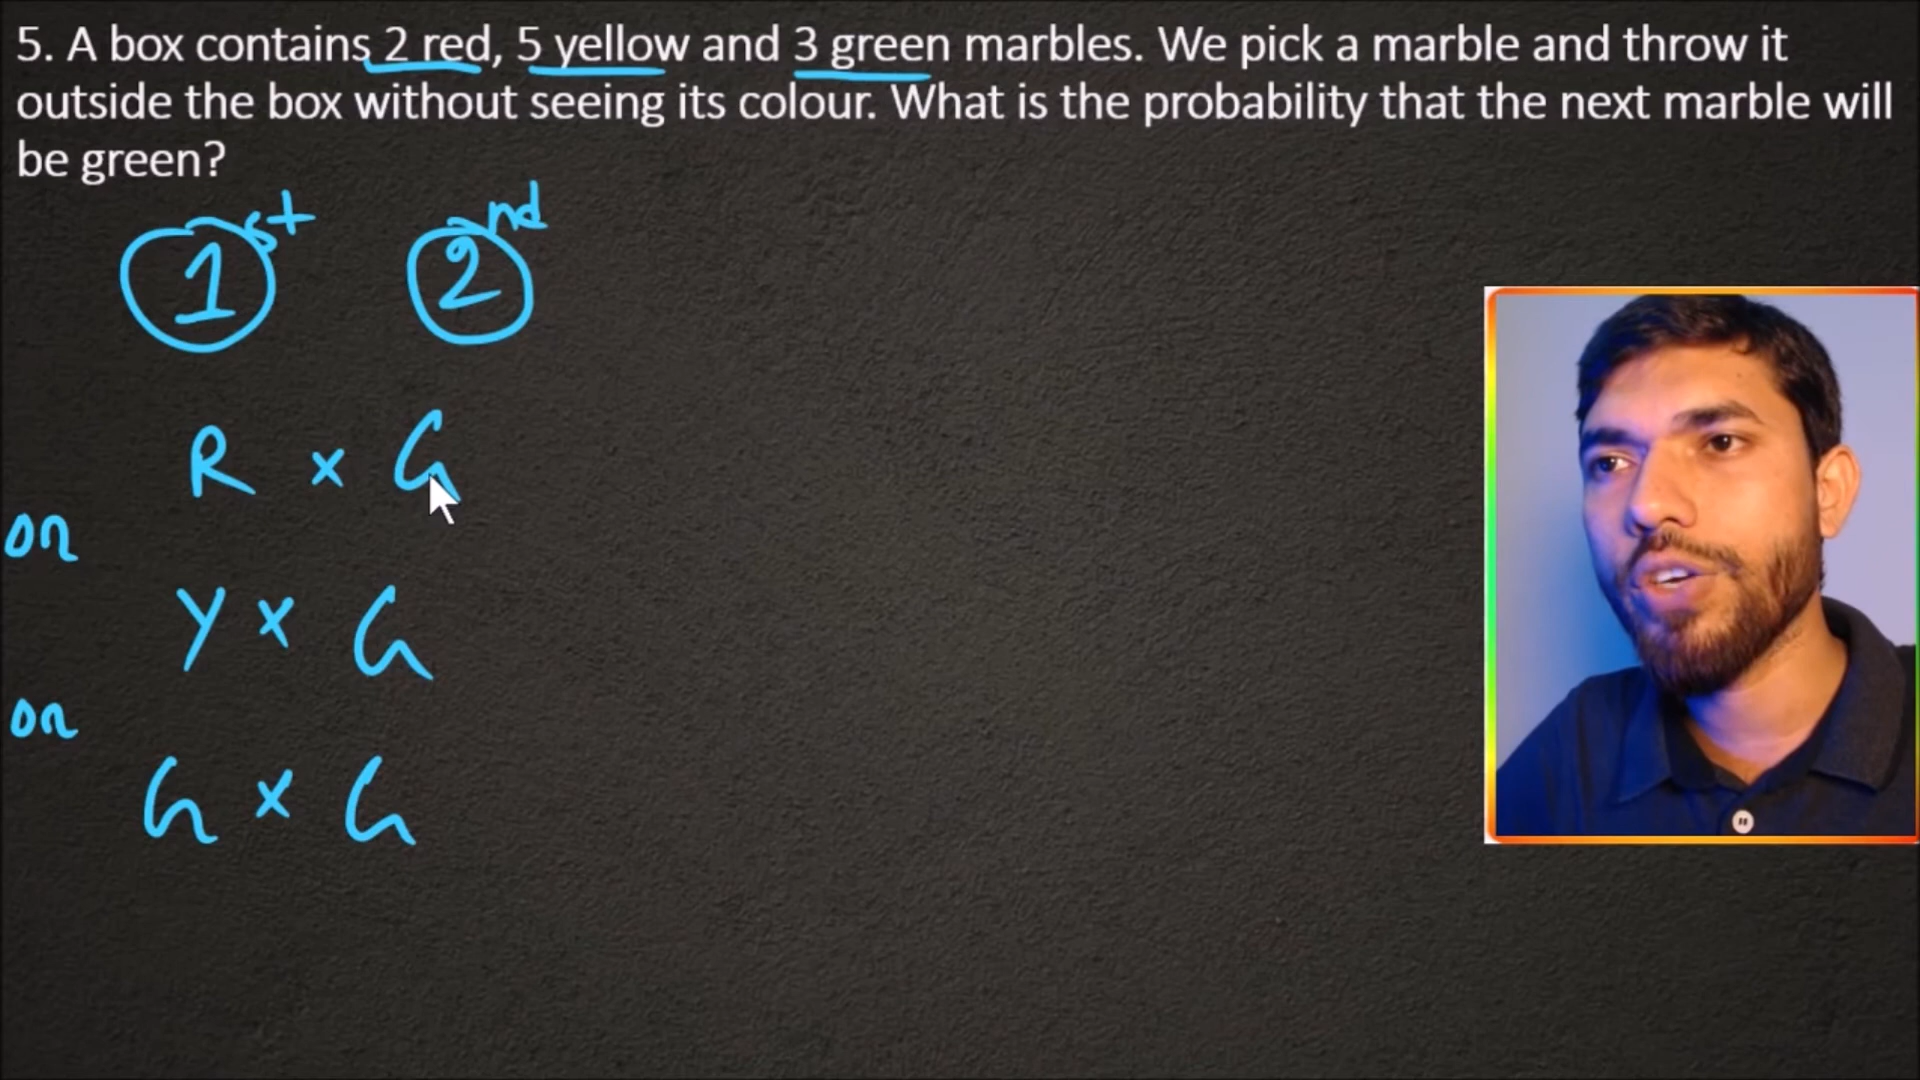 5. A box contains 2 red, 5 yellow and 3 green marbles. We pick a marble and throw it
outside the box without seeing its colour. What is the probability that the next marble will
be green?
1st 2nd
R × G
or
Y × G
or
G × G